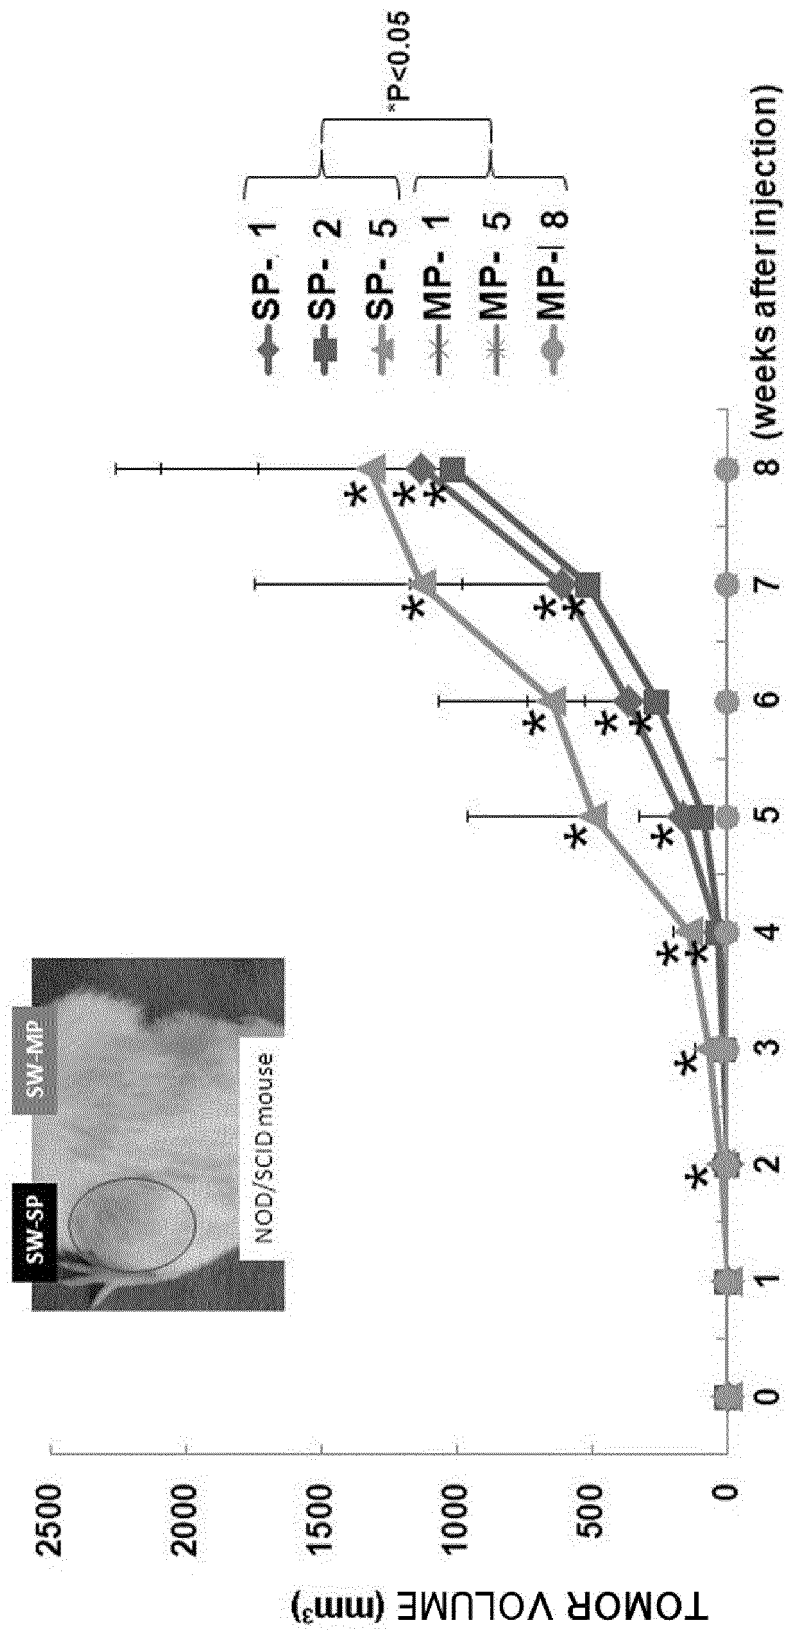 TOMOR VOLUME (mm³)
2500
2000
1500
1000
500
0
0 1 2 3 4 5 6 7 8 (weeks after injection)
SW-SP
SW-MP
NOD/SCID mouse
SP- 1
SP- 2
SP- 5
MP- 1
MP- 5
MP- 8
*P<0.05
* * * * * * * * * * * * * *